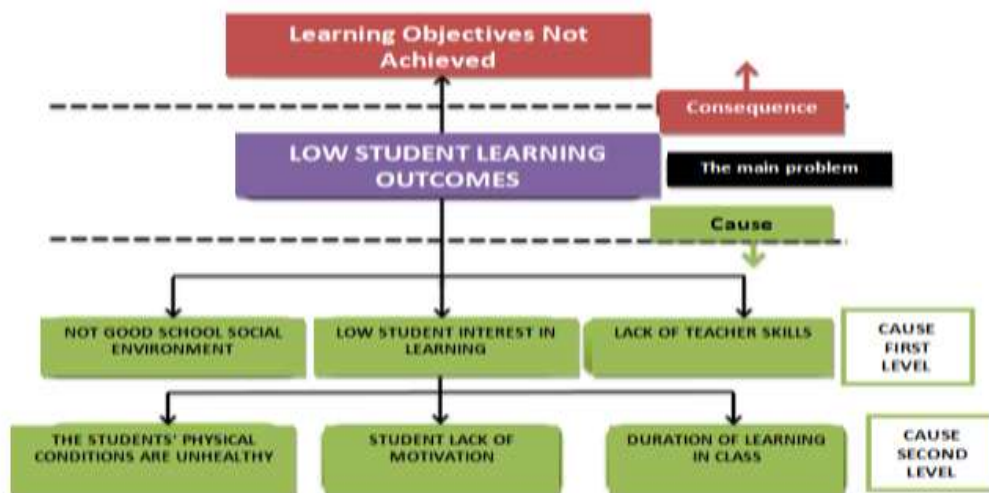 Learning Objectives Not
Achieved
Consequence
LOW STUDENT LEARNING
OUTCOMES
The main problem
Cause
NOT GOOD SCHOOL SOCIAL
ENVIRONMENT
LOW STUDENT INTEREST IN
LEARNING
LACK OF TEACHER SKILLS
CAUSE
FIRST
LEVEL
THE STUDENTS' PHYSICAL
CONDITIONS ARE UNHEALTHY
STUDENT LACK OF
MOTIVATION
DURATION OF LEARNING
IN CLASS
CAUSE
SECOND
LEVEL